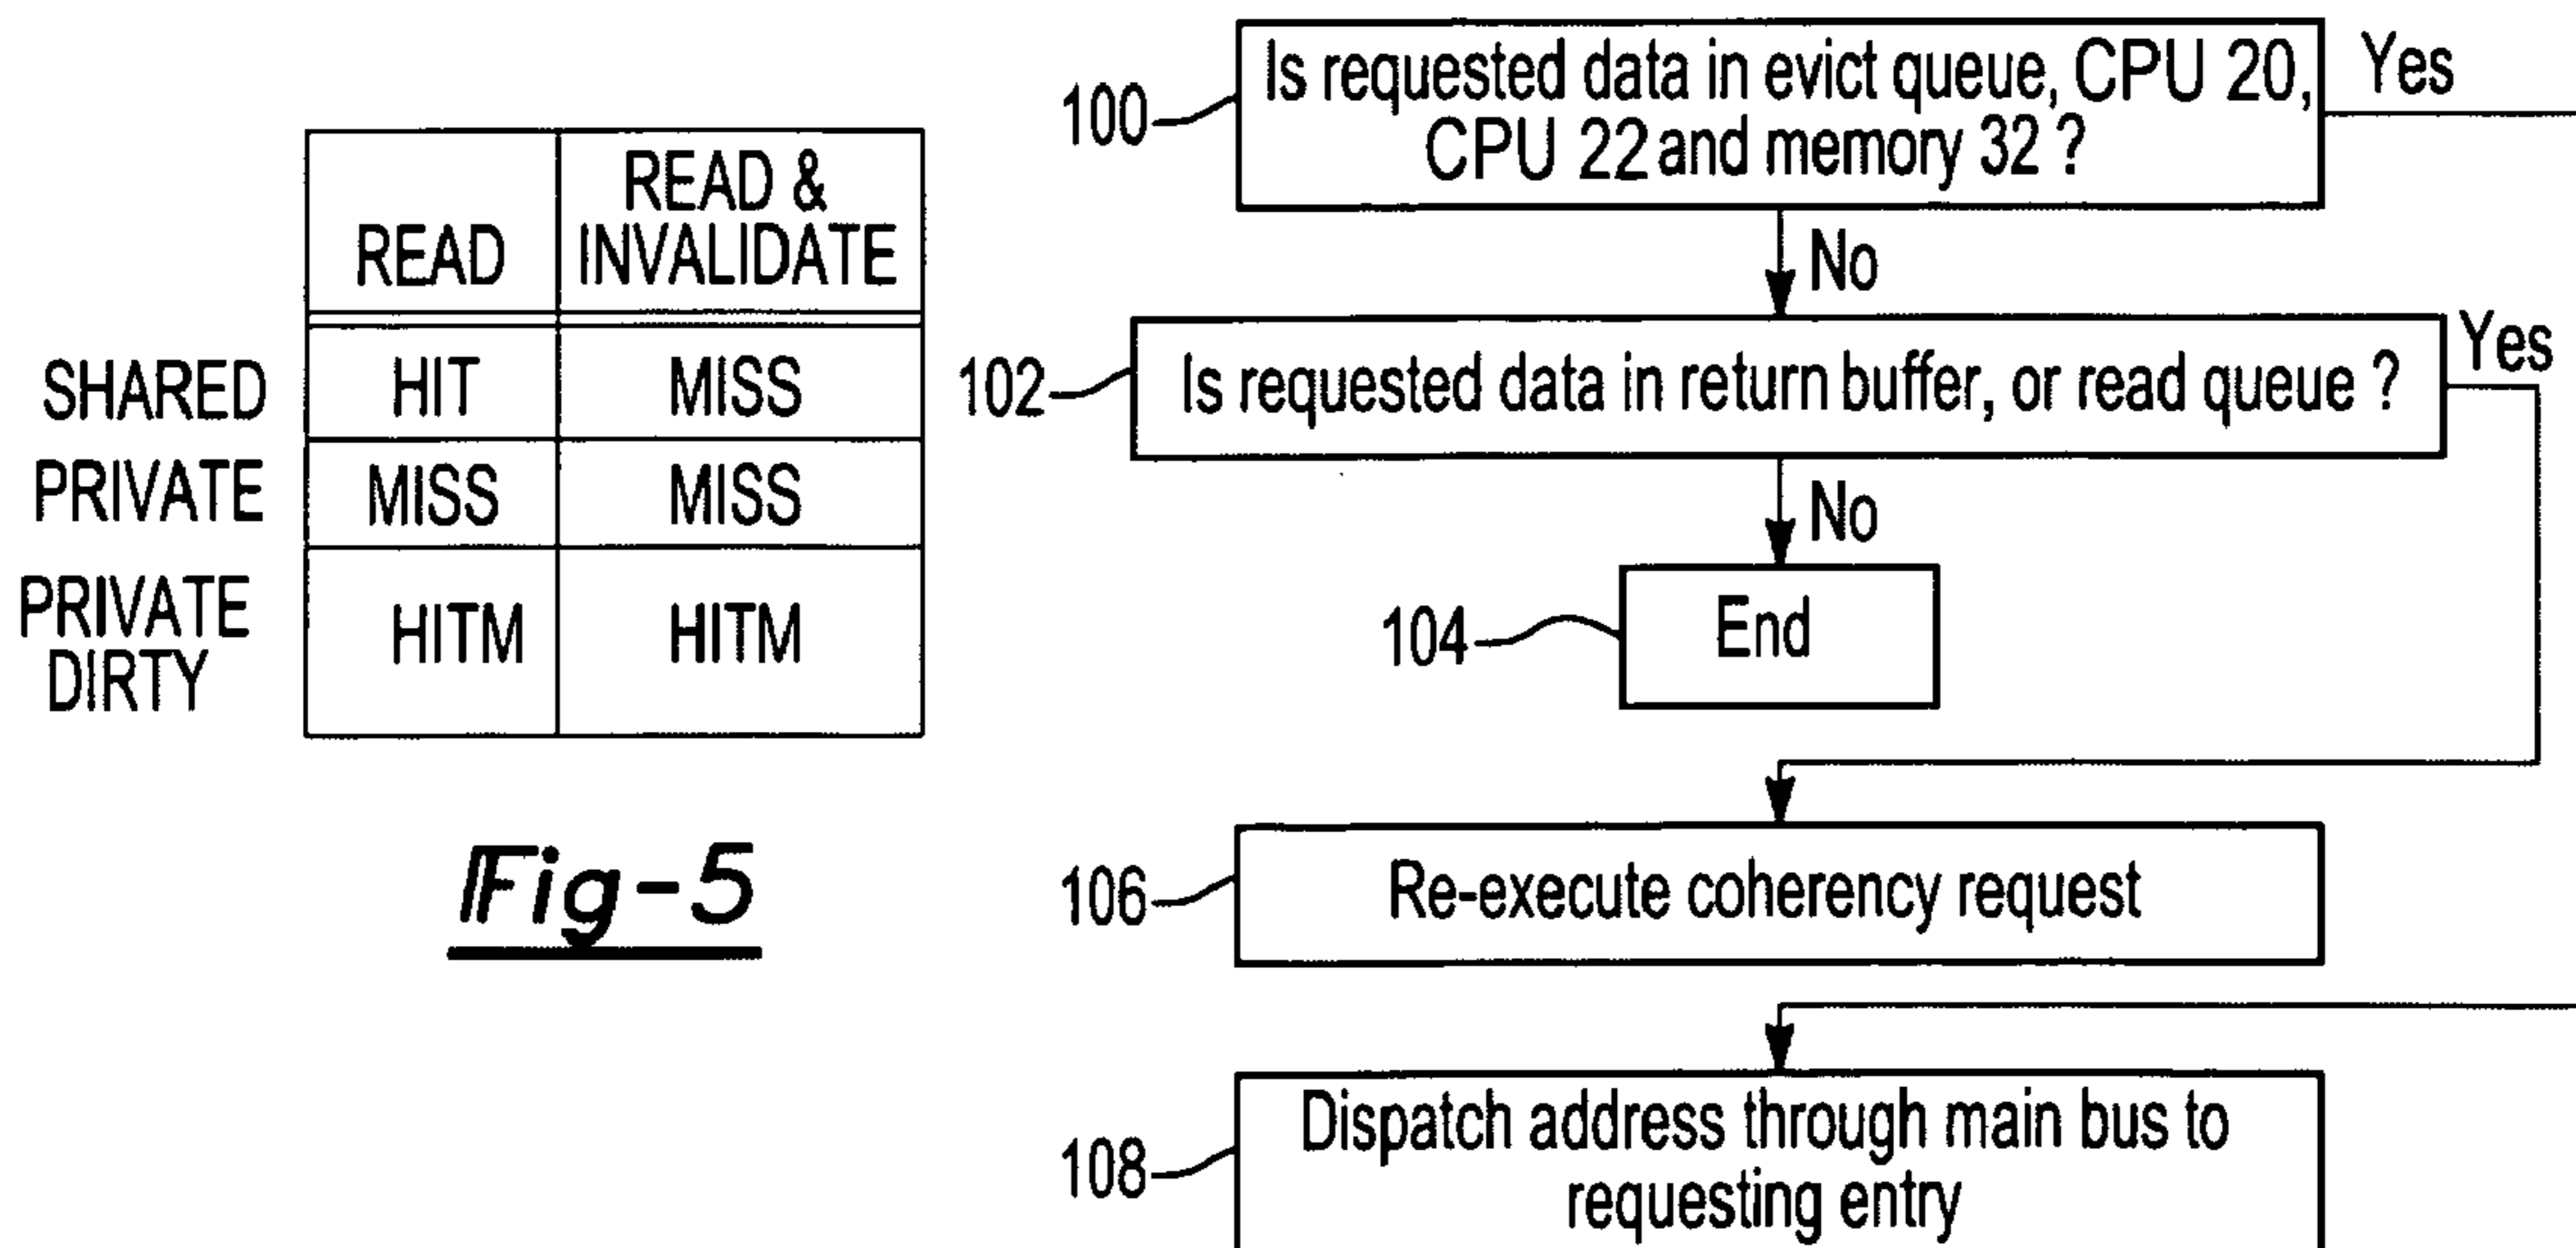 READ
READ &
INVALIDATE
SHARED
HIT
MISS
PRIVATE
MISS
MISS
PRIVATE
DIRTY
HITM
HITM
Fig-5
100
Is requested data in evict queue, CPU 20,
CPU 22 and memory 32 ?
Yes
No
102
Is requested data in return buffer, or read queue ?
Yes
No
104
End
106
Re-execute coherency request
108
Dispatch address through main bus to
requesting entry